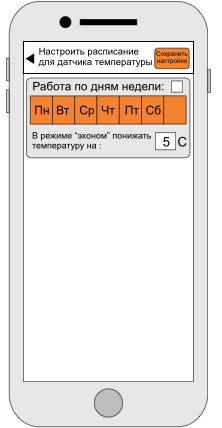 Настроить расписание
для датчика температуры
Сохранить
настройки
Работа по дням недели:
Пн Вт Ср Чт Пт Сб
В режиме "эконом" понижать
температуру на :
5 С